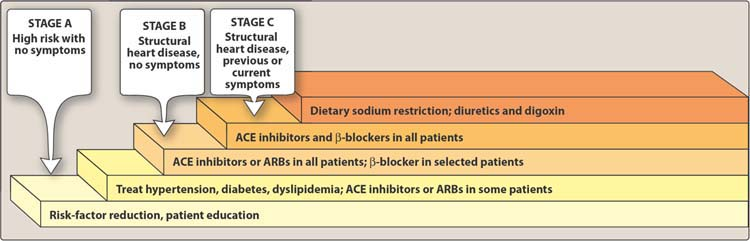 STAGE A
High risk with
no symptoms
STAGE B
Structural
heart disease,
no symptoms
STAGE C
Structural
heart disease,
previous or
current
symptoms
Dietary sodium restriction; diuretics and digoxin
ACE inhibitors and β-blockers in all patients
ACE inhibitors or ARBs in all patients; β-blocker in selected patients
Treat hypertension, diabetes, dyslipidemia; ACE inhibitors or ARBs in some patients
Risk-factor reduction, patient education